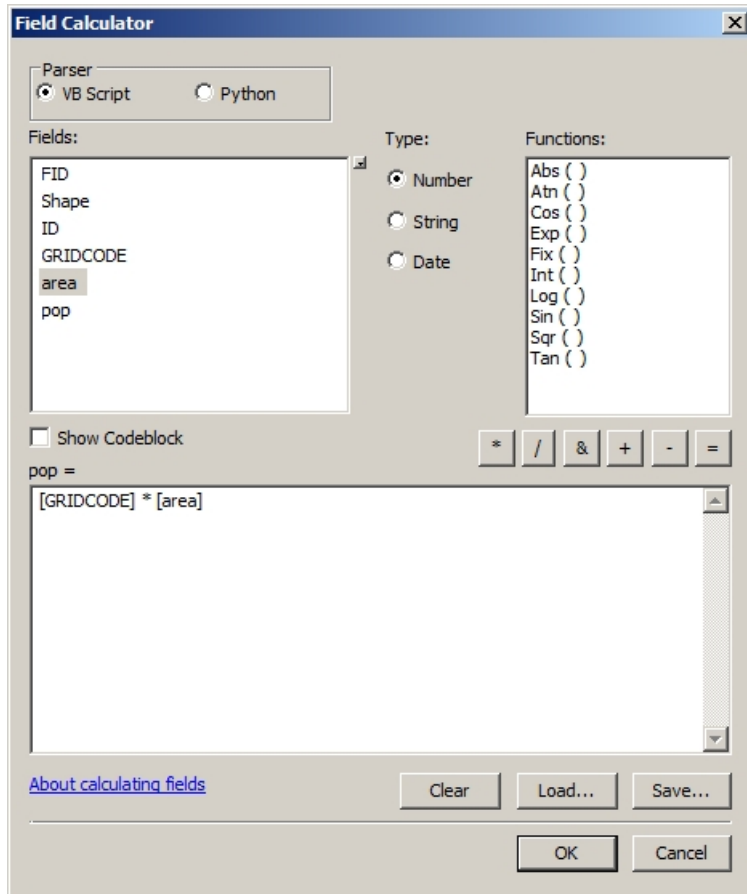 Field Calculator
Parser
VB Script Python
Fields:
FID
Shape
ID
GRIDCODE
area
pop
Type:
Number
String
Date
Functions:
Abs ( )
Atn ( )
Cos ( )
Exp ( )
Fix ( )
Int ( )
Log ( )
Sin ( )
Sqr ( )
Tan ( )
Show Codeblock
* / & + - =
pop =
[GRIDCODE] * [area]
About calculating fields
Clear Load... Save...
OK Cancel